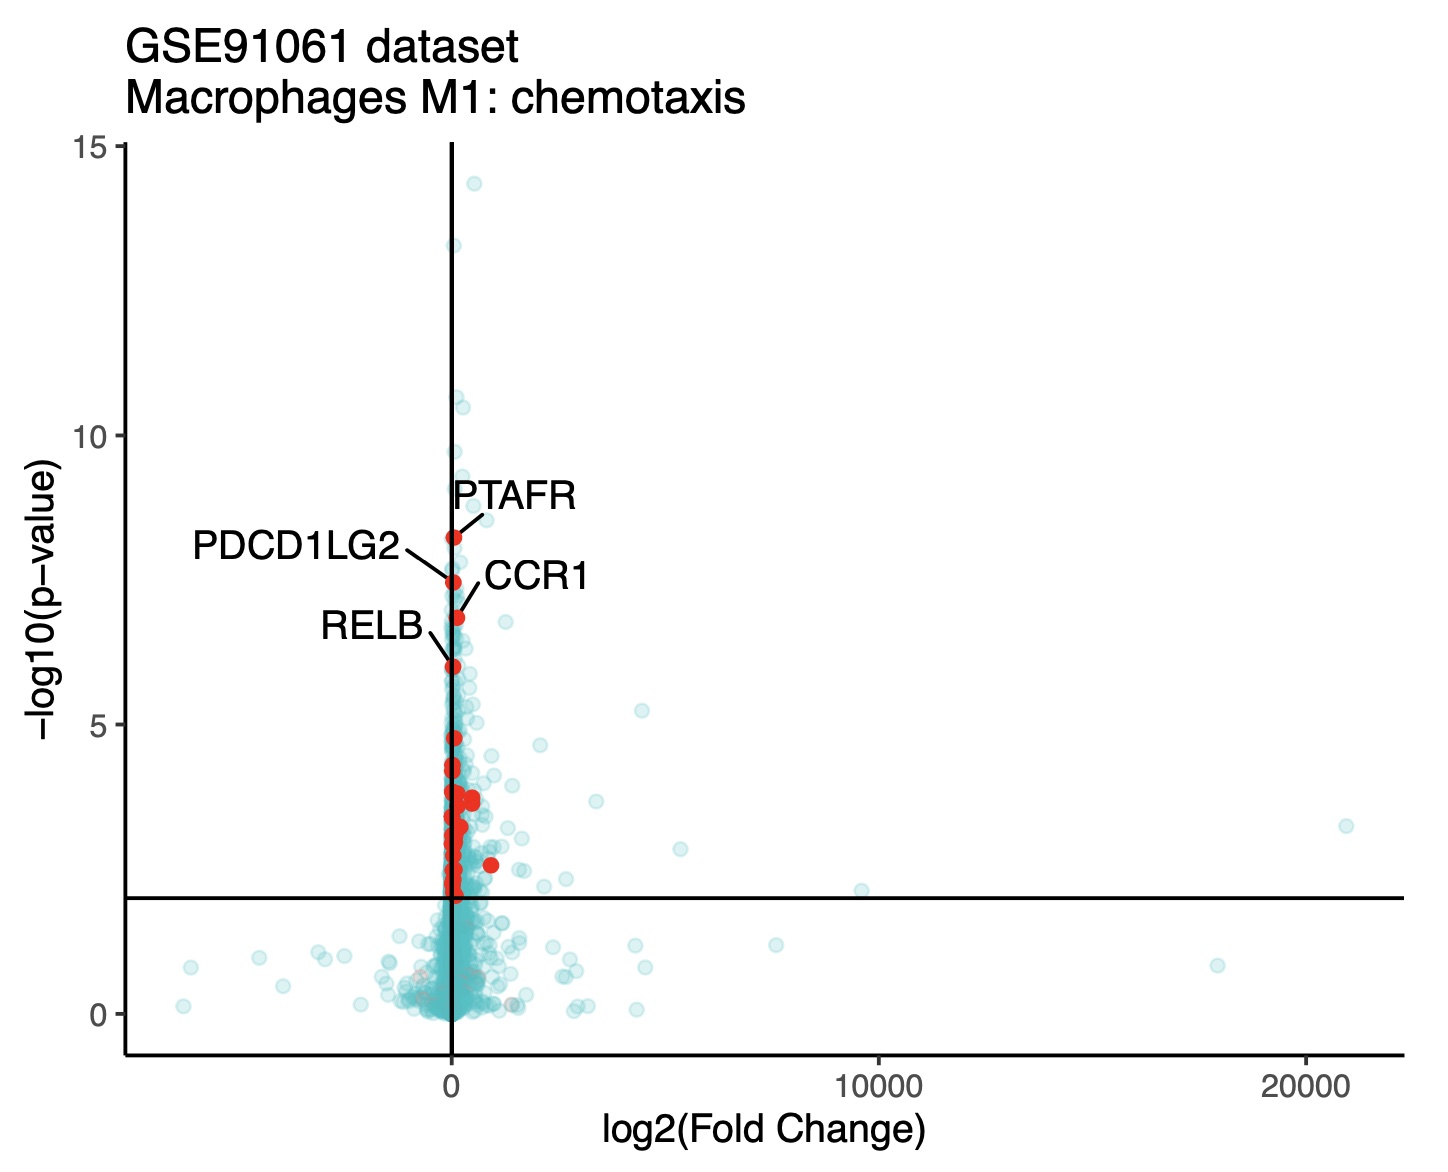 GSE91061 dataset
Macrophages M1: chemotaxis
15
10
5
0
−log10(p−value)
PTAFR
PDCD1LG2
CCR1
RELB
0
10000
20000
log2(Fold Change)